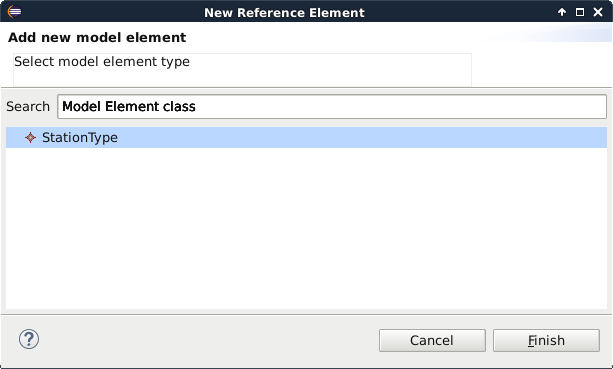 New Reference Element
Add new model element
Select model element type
Search Model Element class
StationType
Cancel Finish